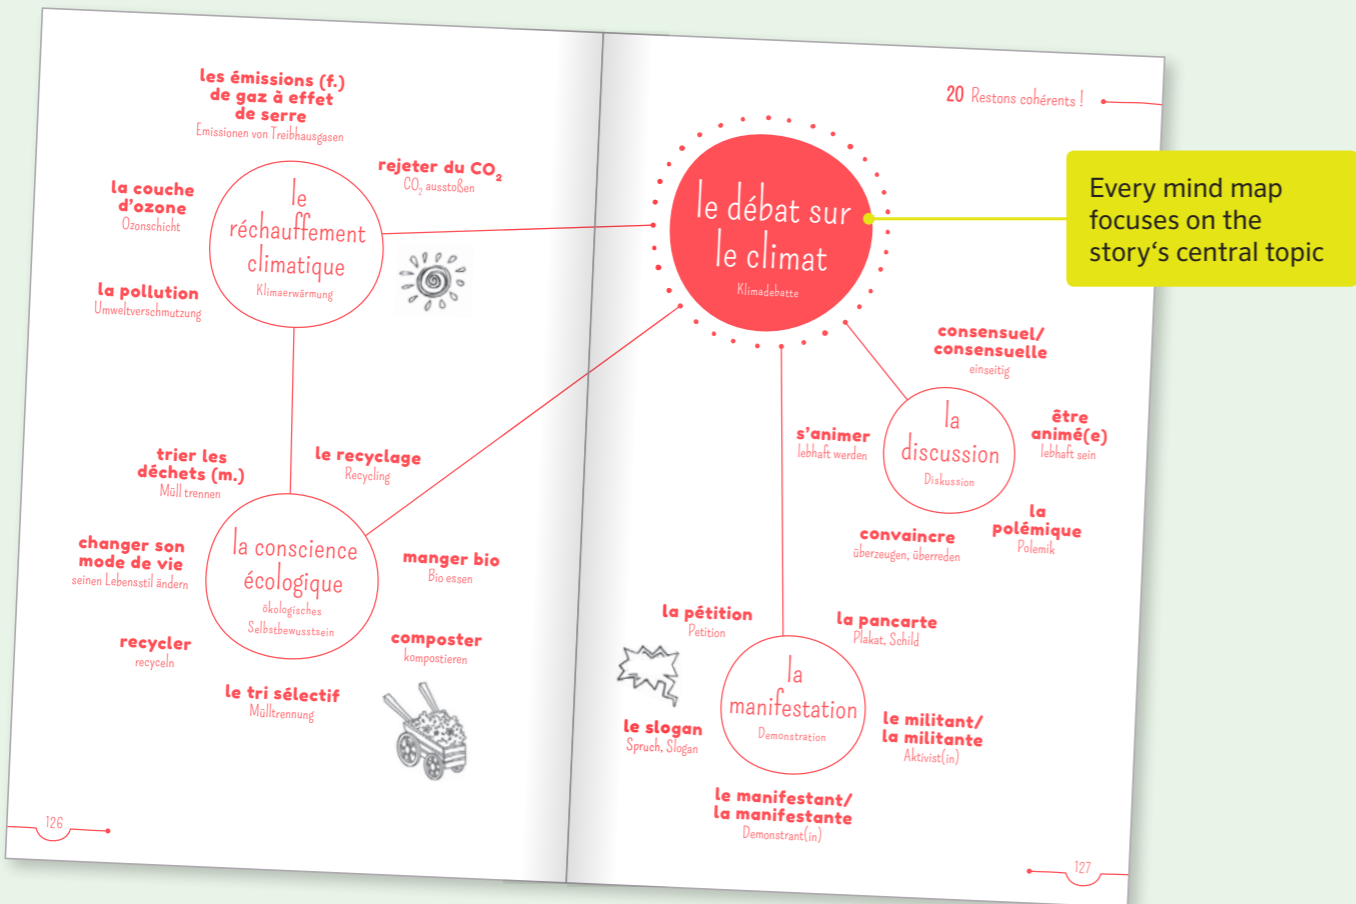 les émissions (f.)
de gaz à effet
de serre
Emissionen von Treibhausgasen
rejeter du CO₂
CO₂ ausstoßen
la couche
d'ozone
Ozonschicht
le
réchauffement
climatique
Klimaerwärmung
la pollution
Umweltverschmutzung
trier les
déchets (m.)
Müll trennen
le recyclage
Recycling
changer son
mode de vie
seinen Lebensstil ändern
la conscience
écologique
ökologisches
Selbstbewusstsein
manger bio
Bio essen
recycler
recyceln
composter
kompostieren
le tri sélectif
Mülltrennung
126
20 Restons cohérents !
le débat sur
le climat
Klimadebatte
Every mind map
focuses on the
story‘s central topic
consensuel/
consensuelle
einseitig
s'animer
lebhaft werden
la
discussion
Diskussion
être
animé(e)
lebhaft sein
convaincre
überzeugen, überreden
la
polémique
Polemik
la pétition
Petition
la pancarte
Plakat, Schild
la
manifestation
Demonstration
le slogan
Spruch, Slogan
le militant/
la militante
Aktivist(in)
le manifestant/
la manifestante
Demonstrant(in)
127